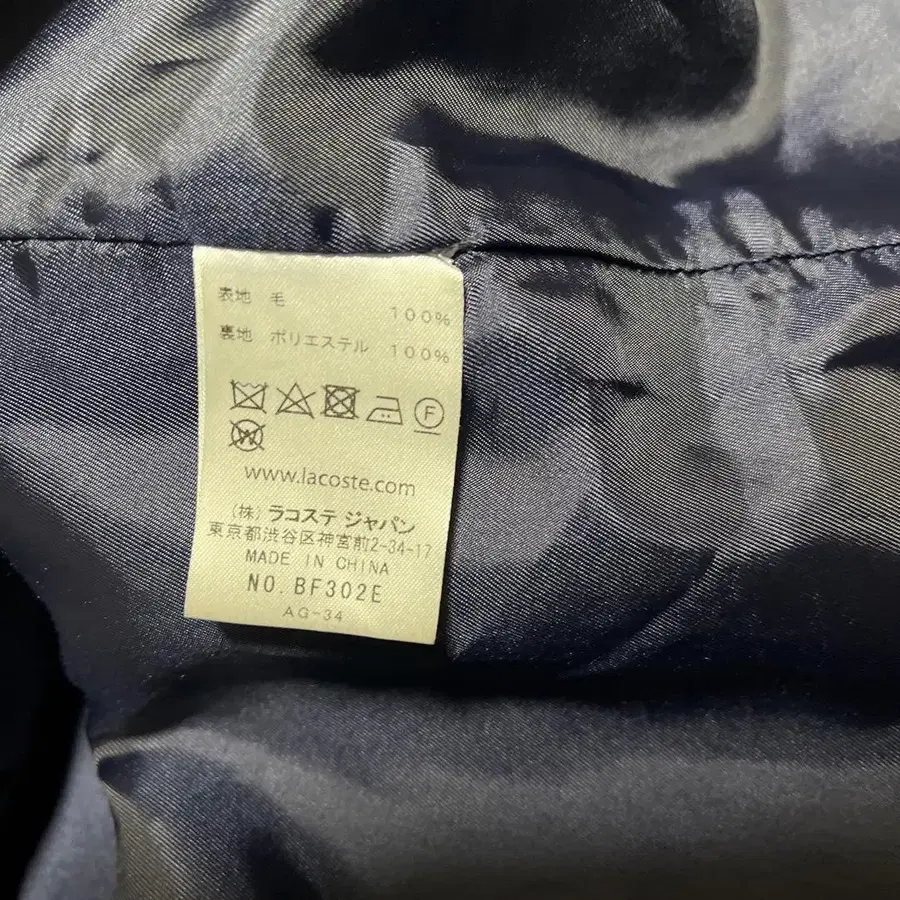 表地 毛 100%
裏地 ポリエステル 100%
F
W
www.lacoste.com
(株) ラコステ ジャパン
東京都渋谷区神宮前2-34-17
MADE IN CHINA
NO. BF302E
AG-34